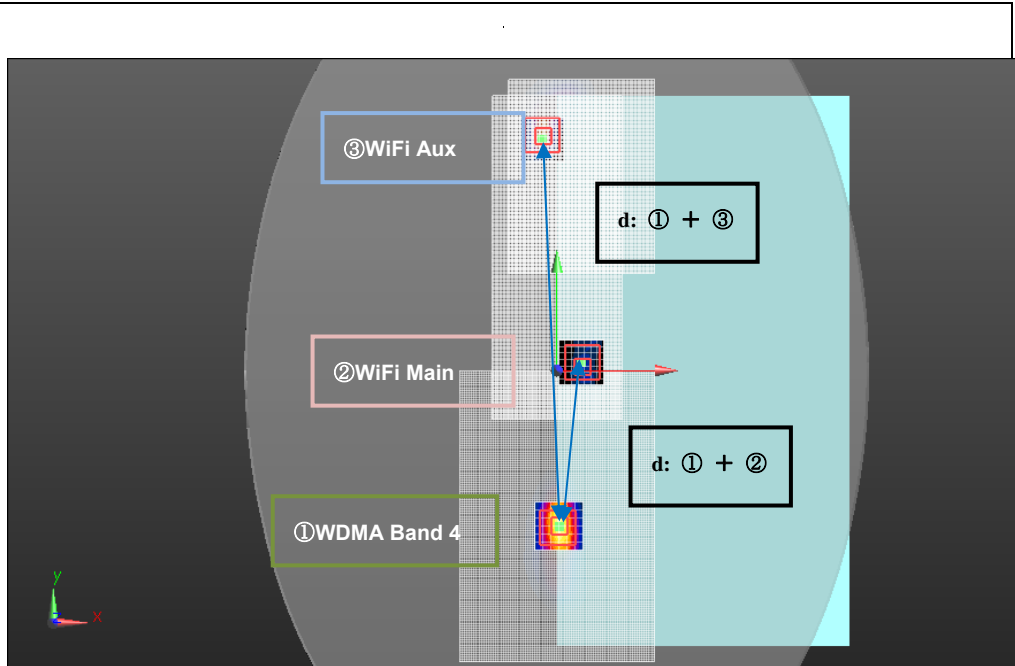 ③WiFi Aux
d: ① + ③
②WiFi Main
d: ① + ②
①WDMA Band 4
y
x